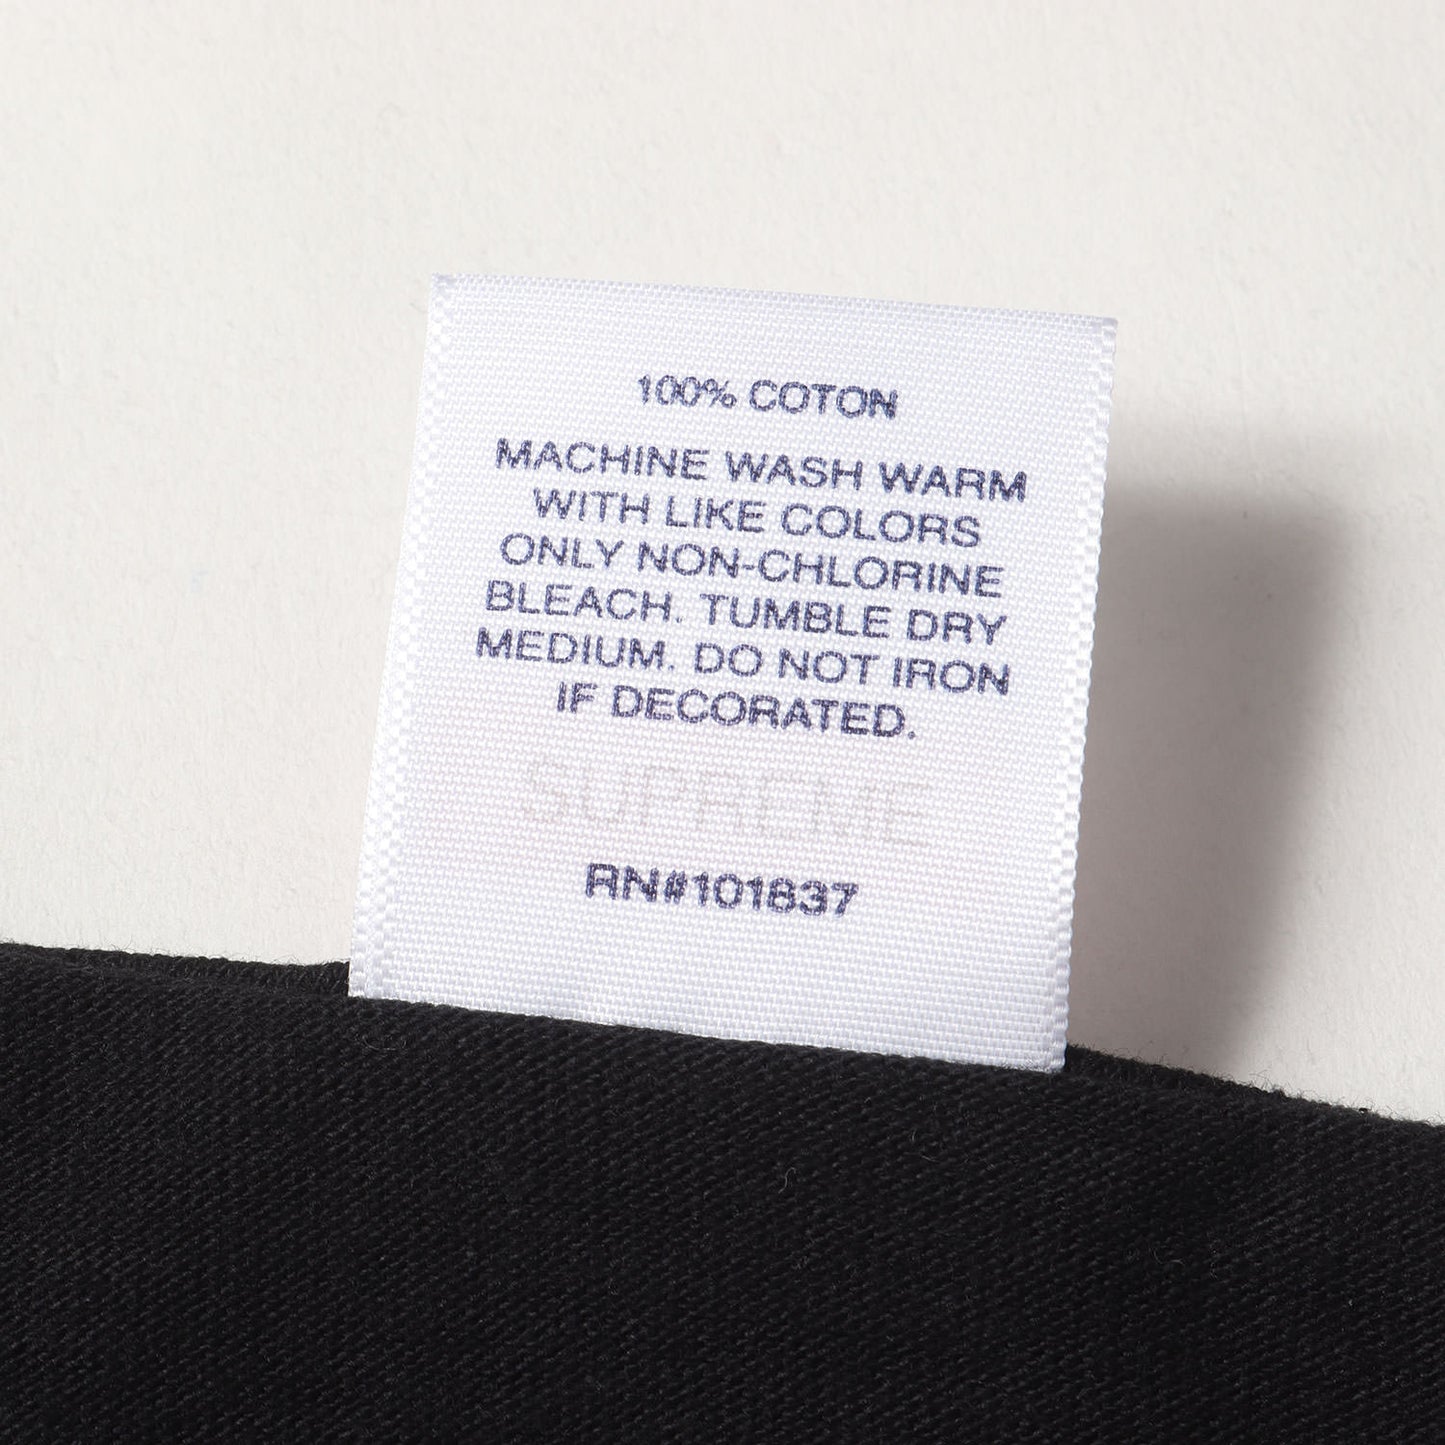 100% COTON
MACHINE WASH WARM
WITH LIKE COLORS
ONLY NON-CHLORINE
BLEACH. TUMBLE DRY
MEDIUM. DO NOT IRON
IF DECORATED.
SUPREME
RN#101837